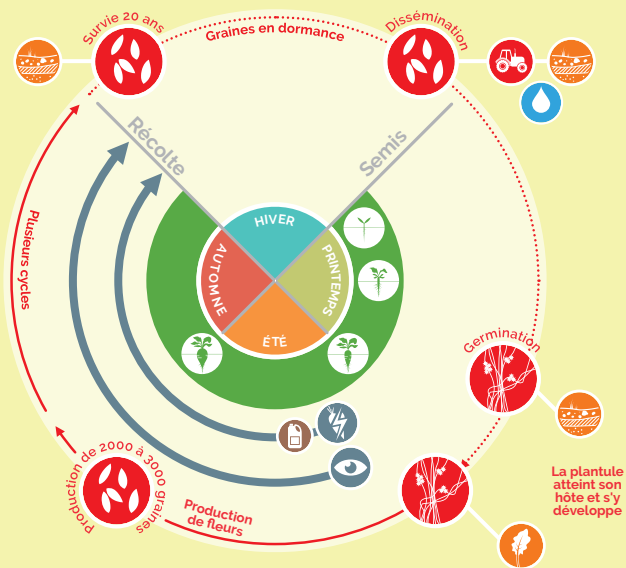 Survie 20 ans
Graines en dormance
Dissémination
Récolte
Semis
HIVER
PRINTEMPS
ÉTÉ
AUTOMNE
Plusieurs cycles
Germination
La plantule
atteint son
hôte et s'y
développe
Production
de fleurs
Production de 2000 à 3000 graines